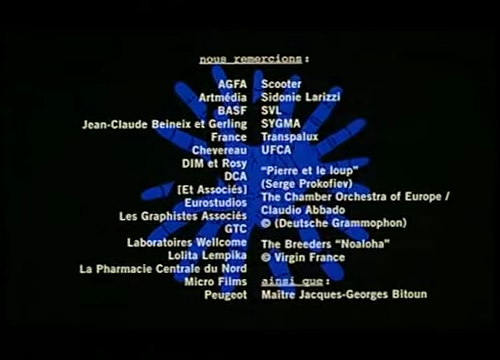 nous remercions :
AGFA
Artmédia
BASF
Jean-Claude Beineix et Gerling
France
Chevereau
DIM et Rosy
DCA
[Et Associés]
Eurostudios
Les Graphistes Associés
GTC
Laboratoires Wellcome
Lolita Lempika
La Pharmacie Centrale du Nord
Micro Films
Peugeot
Scooter
Sidonie Larizzi
SVL
SYGMA
Transpalux
UFCA
"Pierre et le loup"
(Serge Prokofiev)
The Chamber Orchestra of Europe /
Claudio Abbado
© (Deutsche Grammophon)
The Breeders "Noaloha"
© Virgin France
ainsi que :
Maître Jacques-Georges Bitoun